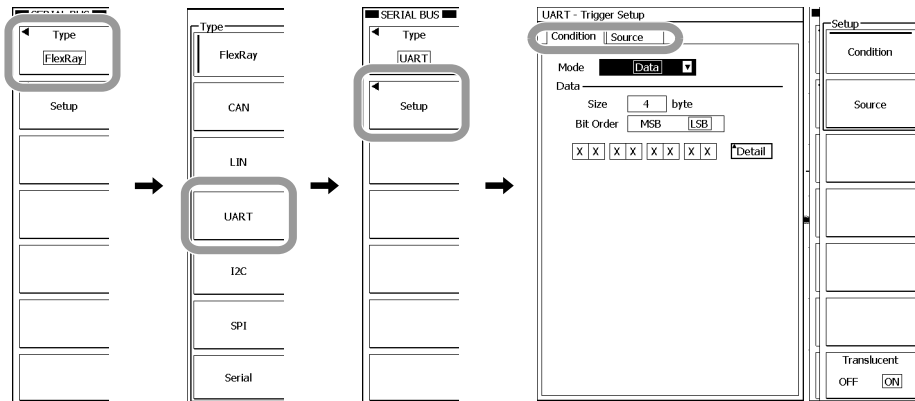 SERIAL BUS
Type
FlexRay
Setup
Type
FlexRay
CAN
LIN
UART
I2C
SPI
Serial
SERIAL BUS
Type
UART
Setup
UART - Trigger Setup
Condition Source
Mode Data
Data
Size 4 byte
Bit Order MSB LSB
X X X X X X X X Detail
Setup
Condition
Source
Translucent
OFF ON